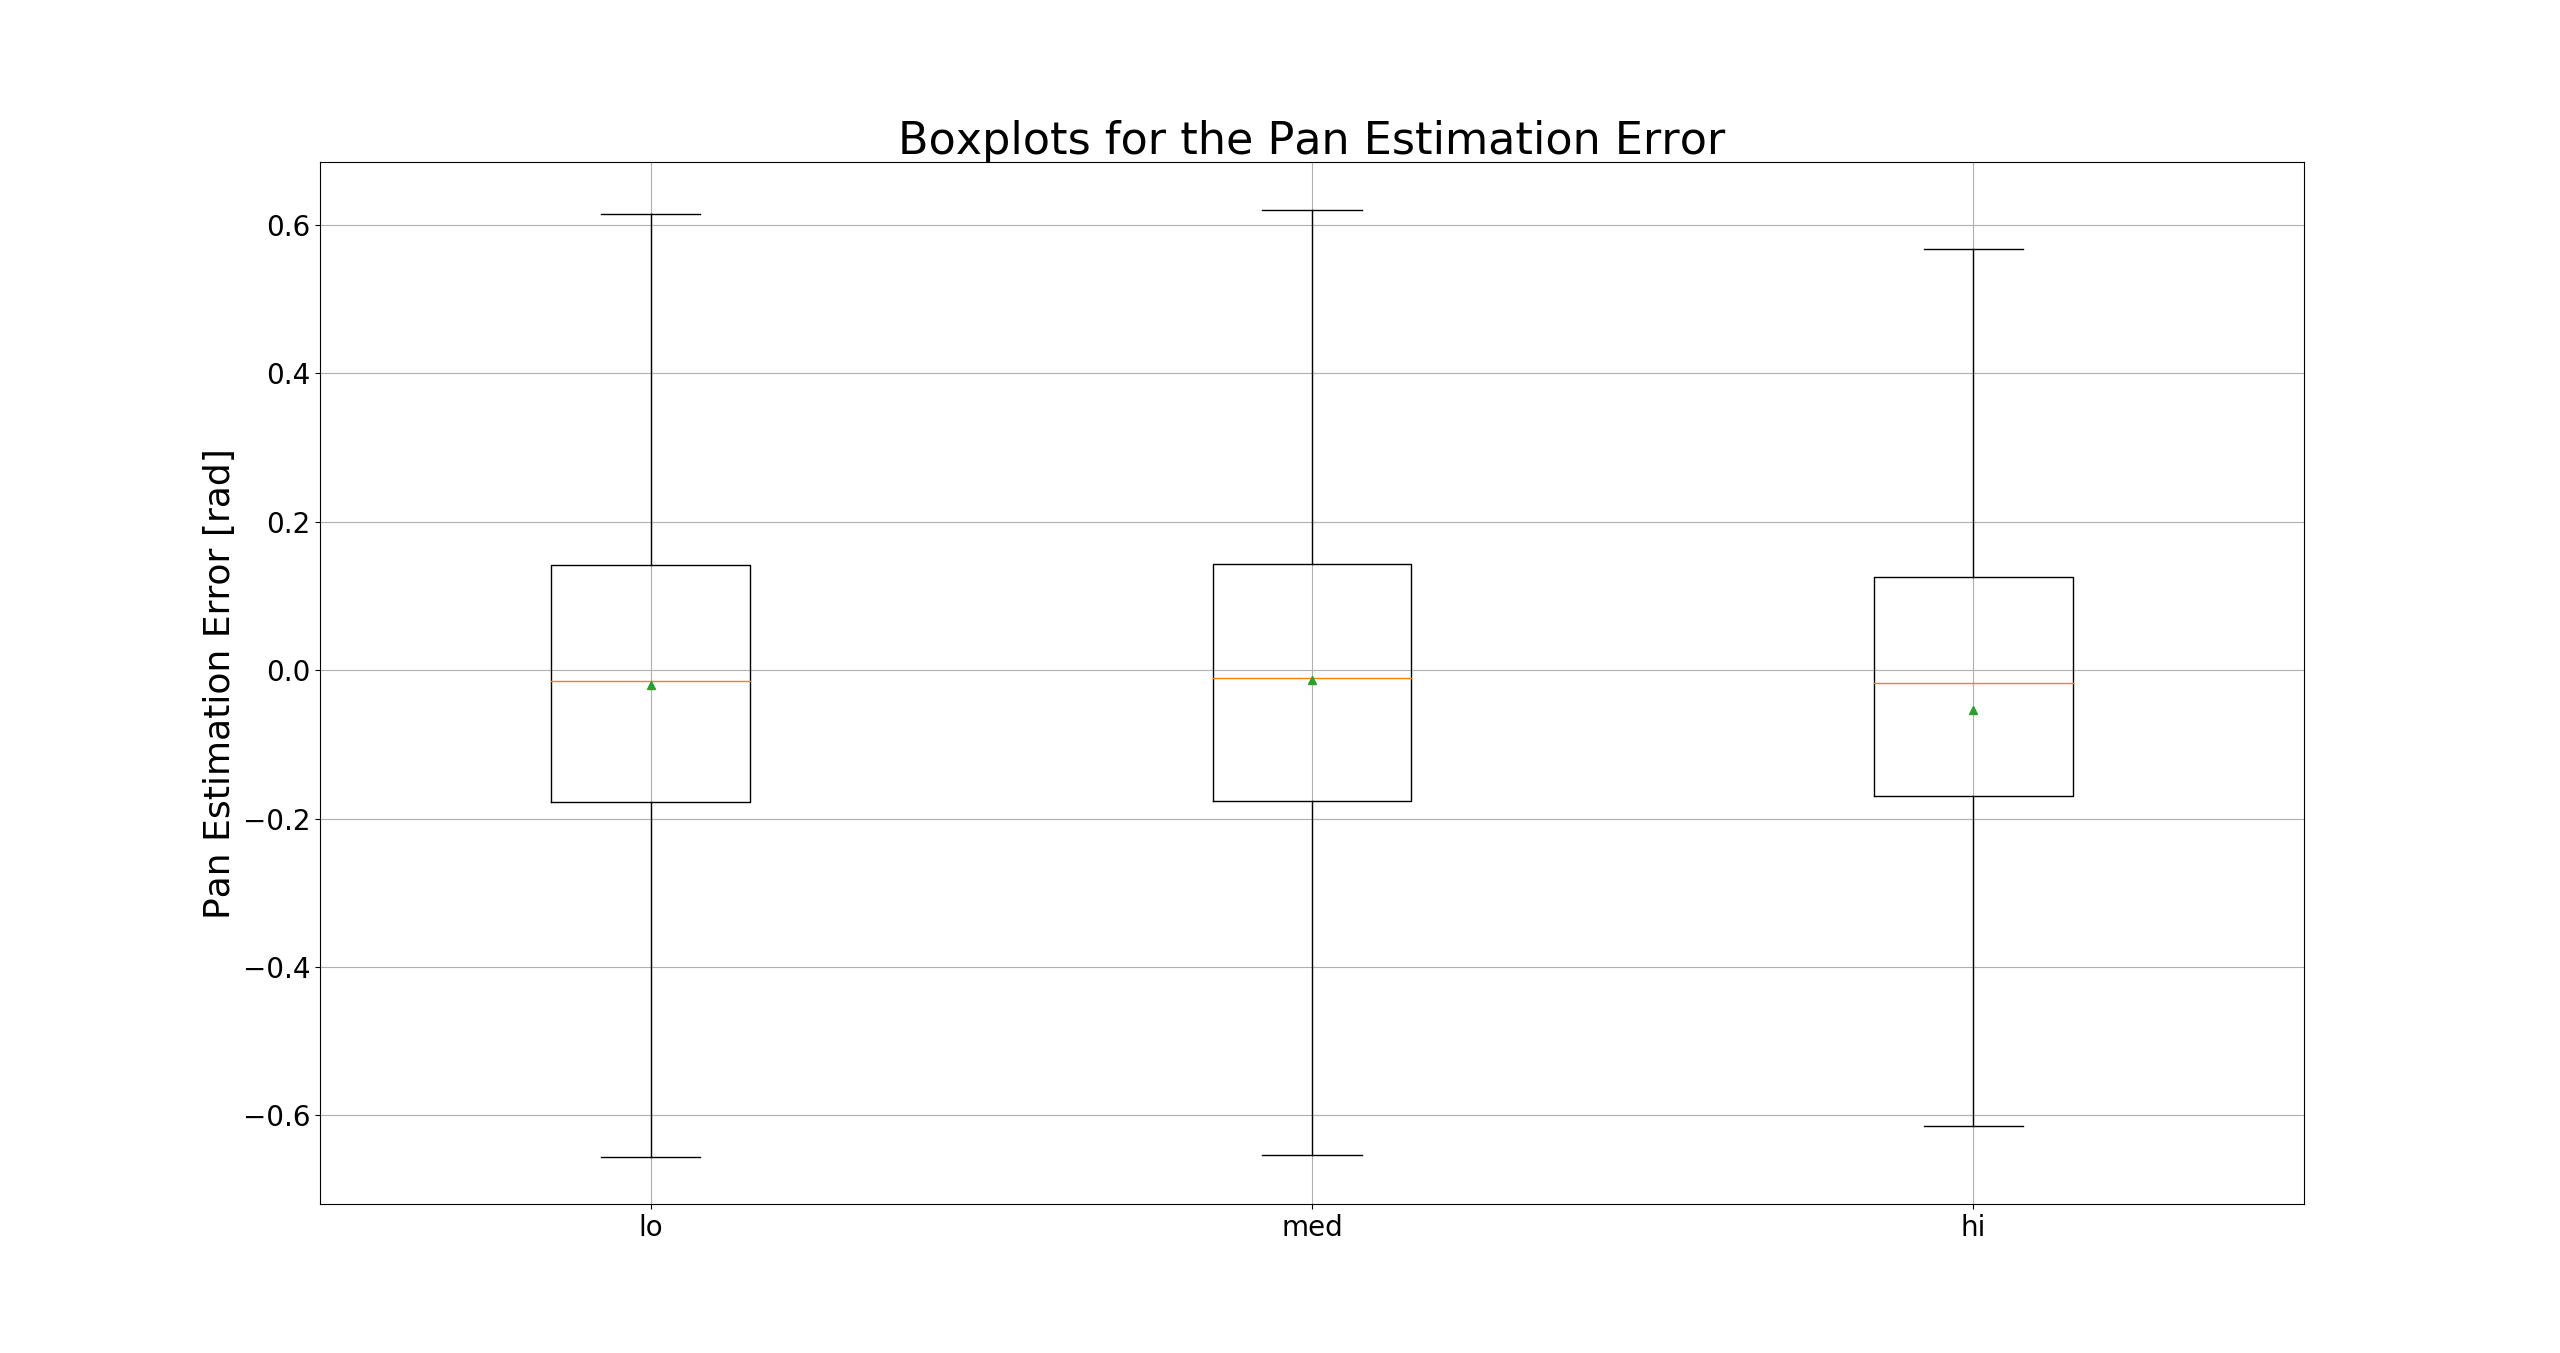 Boxplots for the Pan Estimation Error
Pan Estimation Error [rad]
0.6
0.4
0.2
0.0
−0.2
−0.4
−0.6
lo med hi